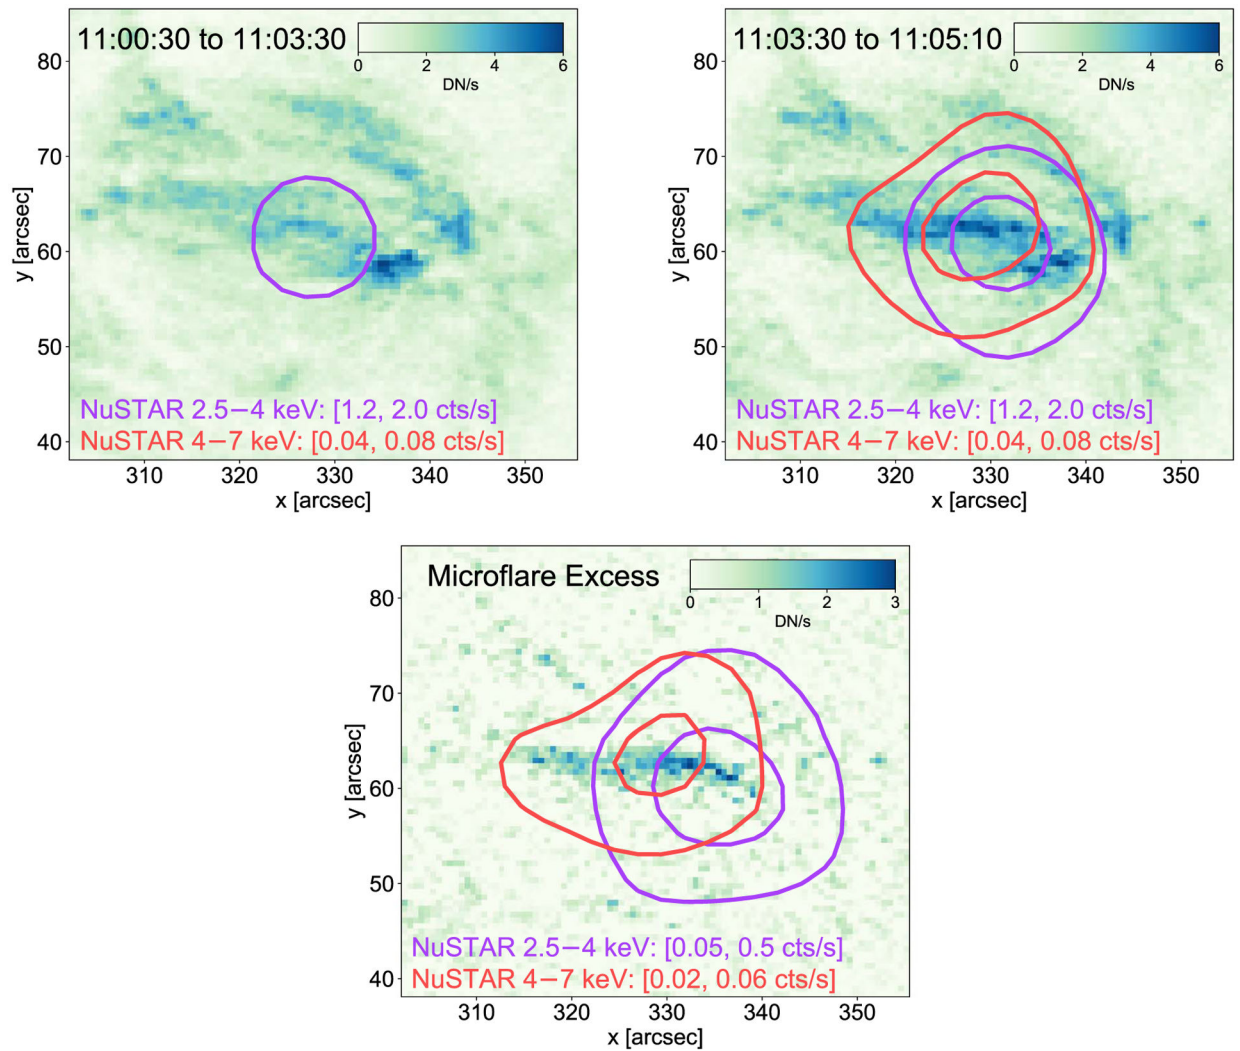 11:00:30 to 11:03:30
0 2 4 6
DN/s
80
70
60
50
40
y [arcsec]
NuSTAR 2.5−4 keV: [1.2, 2.0 cts/s]
NuSTAR 4−7 keV: [0.04, 0.08 cts/s]
310 320 330 340 350
x [arcsec]
11:03:30 to 11:05:10
0 2 4 6
DN/s
80
70
60
50
40
y [arcsec]
NuSTAR 2.5−4 keV: [1.2, 2.0 cts/s]
NuSTAR 4−7 keV: [0.04, 0.08 cts/s]
310 320 330 340 350
x [arcsec]
Microflare Excess
0 1 2 3
DN/s
80
70
60
50
40
y [arcsec]
NuSTAR 2.5−4 keV: [0.05, 0.5 cts/s]
NuSTAR 4−7 keV: [0.02, 0.06 cts/s]
310 320 330 340 350
x [arcsec]